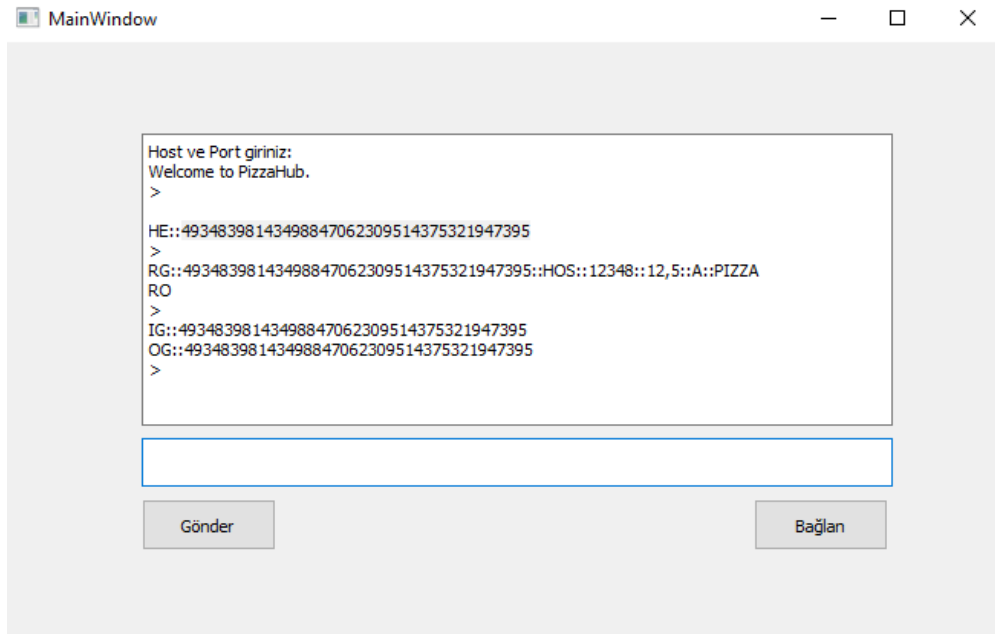 MainWindow
Host ve Port giriniz:
Welcome to PizzaHub.
>
HE::49348398143498847062309514375321947395
>
RG::49348398143498847062309514375321947395::HOS::12348::12,5::A::PIZZA
RO
>
IG::49348398143498847062309514375321947395
OG::49348398143498847062309514375321947395
>
Gönder
Bağlan